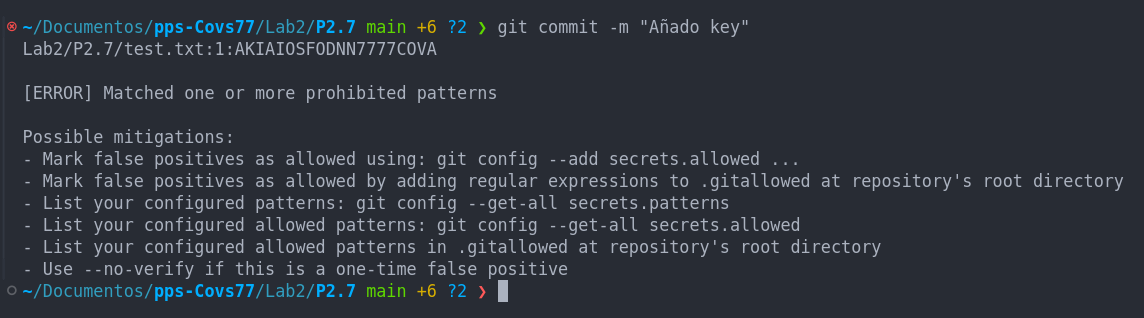 ~/Documentos/pps-Covs77/Lab2/P2.7 main +6 ?2 ❯ git commit -m "Añado key"
Lab2/P2.7/test.txt:1:AKIAIOSFODNN7777COVA
[ERROR] Matched one or more prohibited patterns
Possible mitigations:
- Mark false positives as allowed using: git config --add secrets.allowed ...
- Mark false positives as allowed by adding regular expressions to .gitallowed at repository's root directory
- List your configured patterns: git config --get-all secrets.patterns
- List your configured allowed patterns: git config --get-all secrets.allowed
- List your configured allowed patterns in .gitallowed at repository's root directory
- Use --no-verify if this is a one-time false positive
~/Documentos/pps-Covs77/Lab2/P2.7 main +6 ?2 ❯